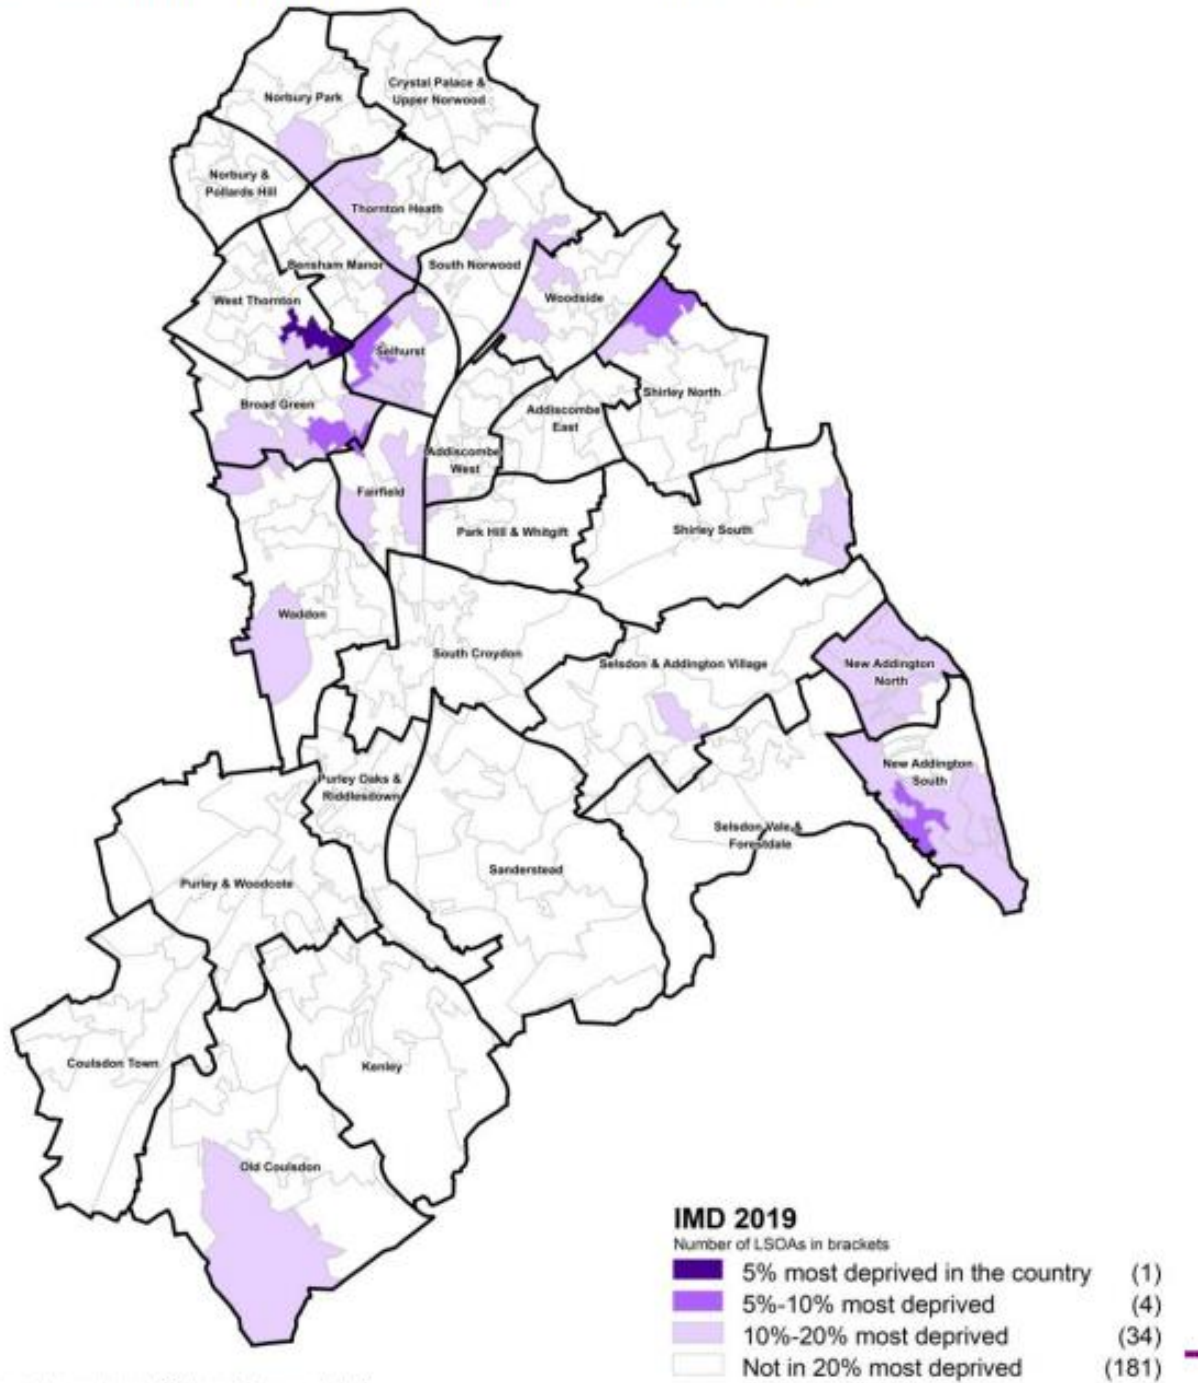 Crystal Palace &
Upper Norwood
Norbury Park
Norbury &
Pollards Hill
Thornton Heath
Bensham Manor
South Norwood
West Thornton
Woodside
Selhurst
Shirley North
Broad Green
Addiscombe
East
Addiscombe
West
Fairfield
Park Hill & Whitgift
Shirley South
Waddon
South Croydon
Selsdon & Addington Village
New Addington
North
New Addington
South
Purley Oaks &
Riddlesdown
Selsdon Vale &
Forestdale
Sanderstead
Purley & Woodcote
Coulsdon Town
Kenley
Old Coulsdon
IMD 2019
Number of LSOAs in brackets
5% most deprived in the country (1)
5%-10% most deprived (4)
10%-20% most deprived (34)
Not in 20% most deprived (181)